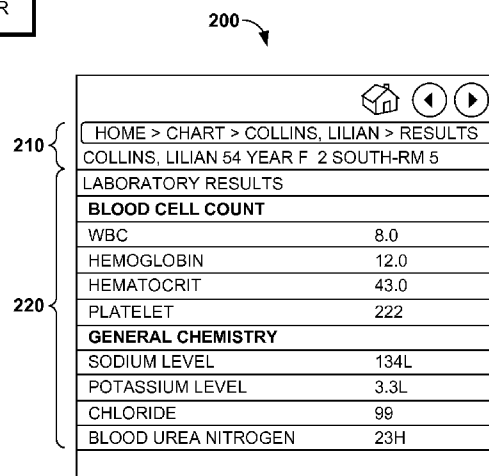 R
200
210
HOME > CHART > COLLINS, LILIAN > RESULTS
COLLINS, LILIAN 54 YEAR F 2 SOUTH-RM 5
220
LABORATORY RESULTS
BLOOD CELL COUNT
WBC 8.0
HEMOGLOBIN 12.0
HEMATOCRIT 43.0
PLATELET 222
GENERAL CHEMISTRY
SODIUM LEVEL 134L
POTASSIUM LEVEL 3.3L
CHLORIDE 99
BLOOD UREA NITROGEN 23H